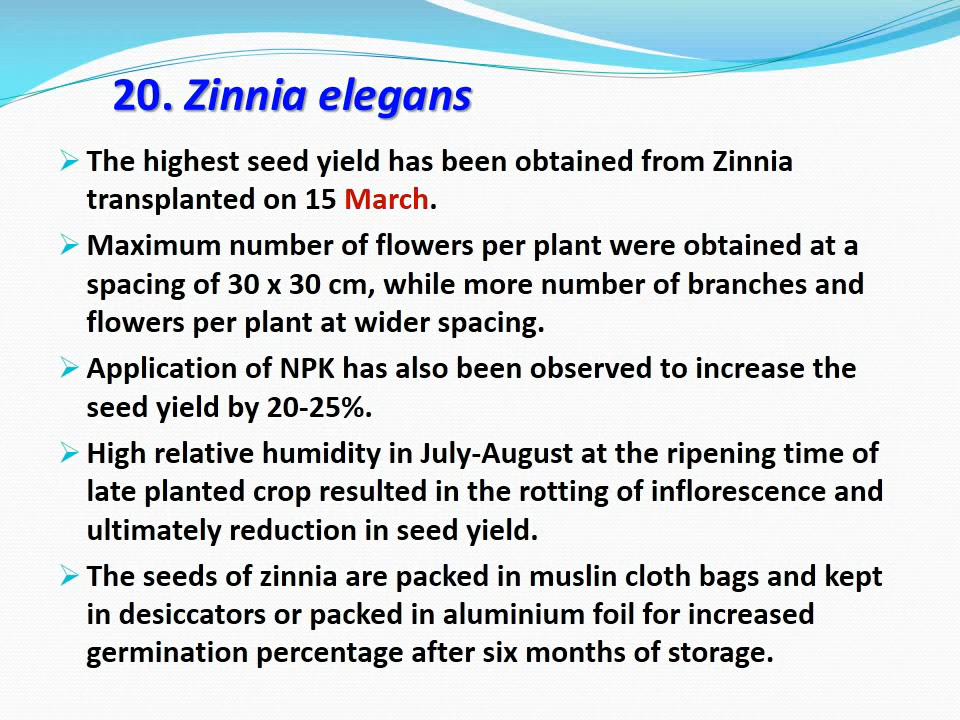 20. Zinnia elegans
The highest seed yield has been obtained from Zinnia
transplanted on 15 March.
Maximum number of flowers per plant were obtained at a
spacing of 30 x 30 cm, while more number of branches and
flowers per plant at wider spacing.
Application of NPK has also been observed to increase the
seed yield by 20-25%.
High relative humidity in July-August at the ripening time of
late planted crop resulted in the rotting of inflorescence and
ultimately reduction in seed yield.
The seeds of zinnia are packed in muslin cloth bags and kept
in desiccators or packed in aluminium foil for increased
germination percentage after six months of storage.